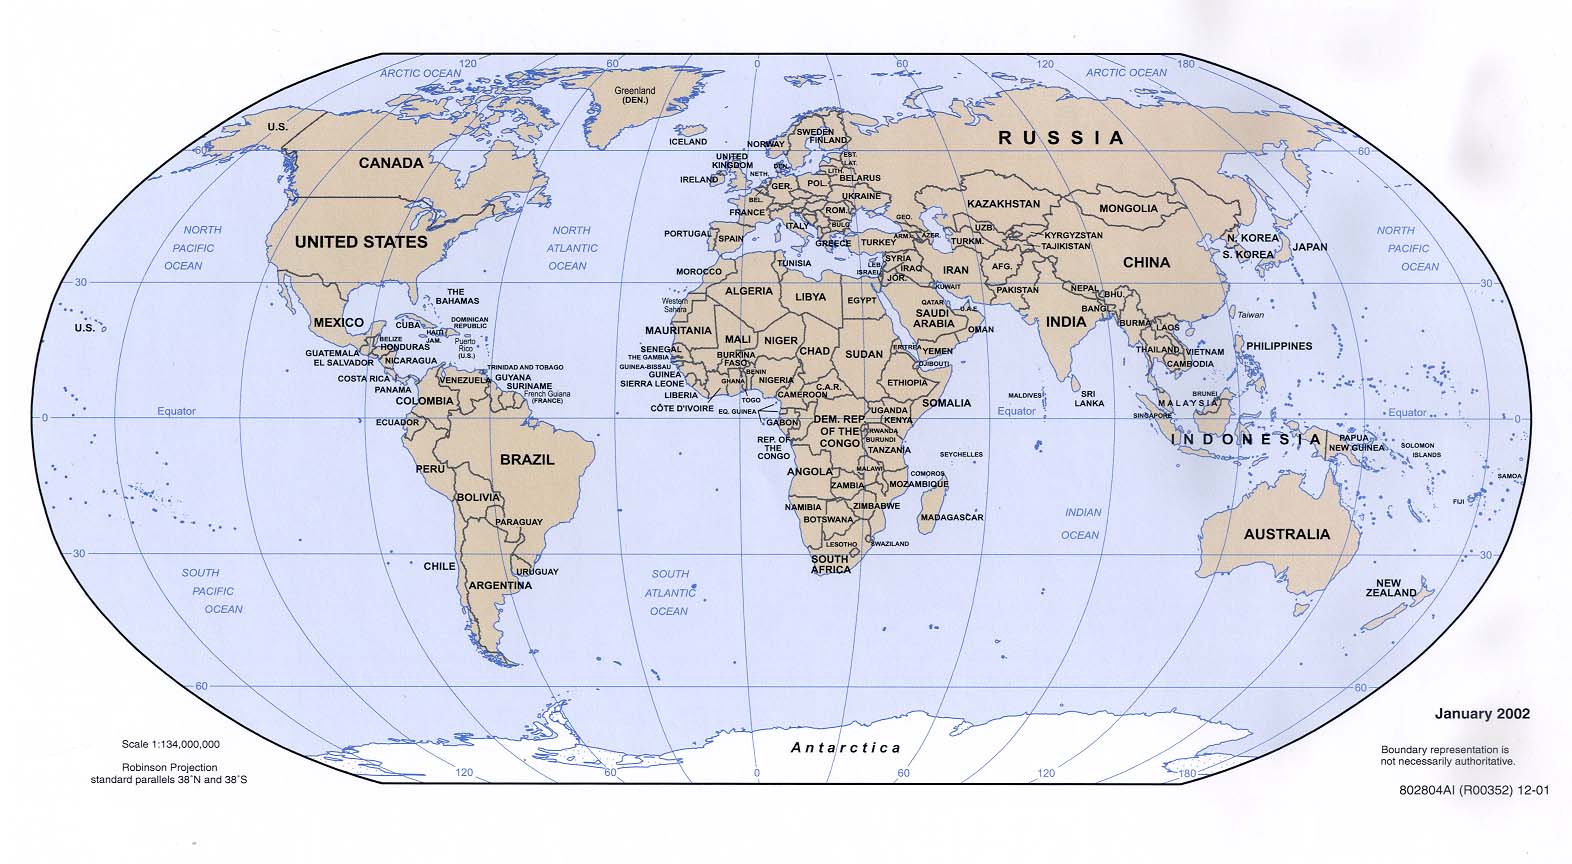 120
60
0
60
120
180
ARCTIC OCEAN
ARCTIC OCEAN
Greenland
(DEN.)
U.S.
ICELAND
NORWAY
SWEDEN
FINLAND
RUSSIA
60
60
CANADA
UNITED
KINGDOM
IRELAND
DEN.
NETH.
EST.
LAT.
LITH.
BELARUS
GER.
POL.
BEL.
UKRAINE
FRANCE
ROM.
BULG.
ITALY
PORTUGAL
SPAIN
GREECE
TURKEY
GEO.
ARM.
AZER.
KAZAKHSTAN
MONGOLIA
UZB.
TURKM.
KYRGYZSTAN
TAJIKISTAN
N. KOREA
S. KOREA
JAPAN
CHINA
NORTH
PACIFIC
OCEAN
UNITED STATES
NORTH
ATLANTIC
OCEAN
NORTH
PACIFIC
OCEAN
MOROCCO
TUNISIA
LEB.
ISRAEL
SYRIA
IRAQ
JOR.
IRAN
AFG.
30
30
THE
BAHAMAS
Western
Sahara
ALGERIA
LIBYA
EGYPT
KUWAIT
QATAR
U.A.E.
SAUDI
ARABIA
OMAN
PAKISTAN
NEPAL
BHU.
BANGL.
INDIA
BURMA
LAOS
Taiwan
U.S.
MEXICO
CUBA
HAITI
JAM.
DOMINICAN
REPUBLIC
Puerto
Rico
(U.S.)
BELIZE
HONDURAS
GUATEMALA
EL SALVADOR
NICARAGUA
COSTA RICA
PANAMA
TRINIDAD AND TOBAGO
VENEZUELA
GUYANA
SURINAME
French Guiana
(FRANCE)
COLOMBIA
ECUADOR
MAURITANIA
MALI
NIGER
CHAD
SUDAN
ERITREA
YEMEN
DJIBOUTI
SENEGAL
THE GAMBIA
GUINEA-BISSAU
GUINEA
SIERRA LEONE
LIBERIA
CÔTE D'IVOIRE
BURKINA
FASO
BENIN
GHANA
TOGO
NIGERIA
C.A.R.
CAMEROON
EQ. GUINEA
ETHIOPIA
SOMALIA
THAILAND
VIETNAM
CAMBODIA
PHILIPPINES
MALDIVES
SRI
LANKA
BRUNEI
MALAYSIA
SINGAPORE
0
Equator
Equator
Equator
0
GABON
REP. OF
THE
CONGO
DEM. REP.
OF THE
CONGO
UGANDA
KENYA
RWANDA
BURUNDI
TANZANIA
SEYCHELLES
INDONESIA
PAPUA
NEW GUINEA
SOLOMON
ISLANDS
PERU
BRAZIL
BOLIVIA
PARAGUAY
ANGOLA
MALAWI
ZAMBIA
COMOROS
MOZAMBIQUE
SAMOA
FIJI
NAMIBIA
ZIMBABWE
BOTSWANA
MADAGASCAR
INDIAN
OCEAN
AUSTRALIA
30
30
LESOTHO
SWAZILAND
SOUTH
AFRICA
CHILE
URUGUAY
ARGENTINA
SOUTH
PACIFIC
OCEAN
SOUTH
ATLANTIC
OCEAN
NEW
ZEALAND
60
60
January 2002
Antarctica
Scale 1:134,000,000
Robinson Projection
standard parallels 38°N and 38°S
Boundary representation is
not necessarily authoritative.
120
60
0
60
120
180
802804AI (R00352) 12-01